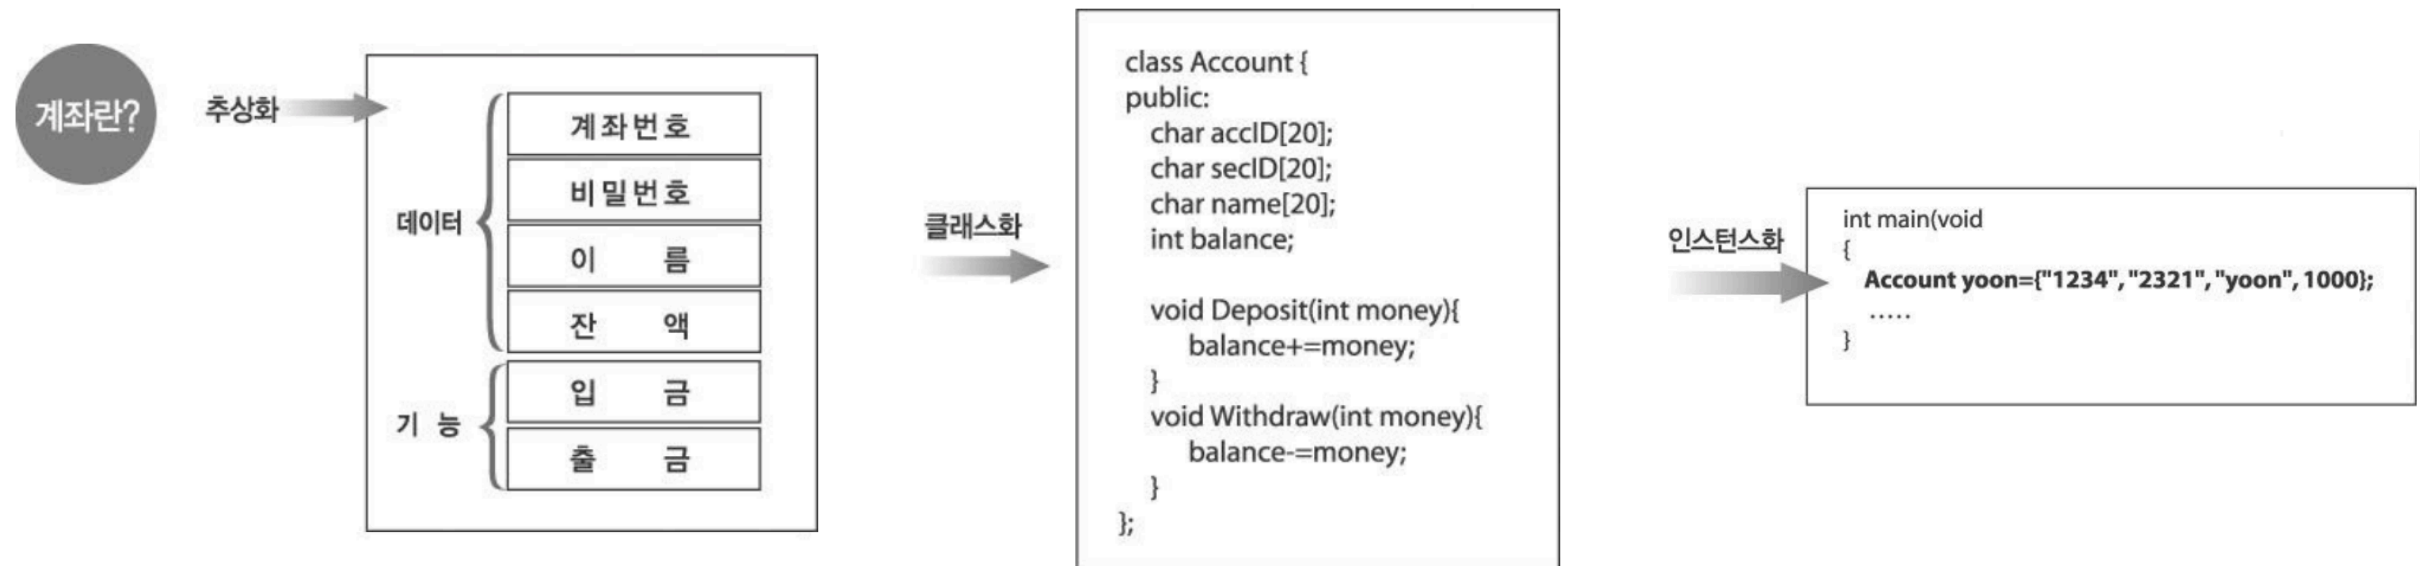 계좌란?
추상화
데이터
계좌번호
비밀번호
이 름
잔 액
기 능
입 금
출 금
클래스화
class Account {
public:
char accID[20];
char secID[20];
char name[20];
int balance;
void Deposit(int money){
balance+=money;
}
void Withdraw(int money){
balance-=money;
}
};
인스턴스화
int main(void
{
Account yoon={"1234", "2321", "yoon", 1000};
.....
}